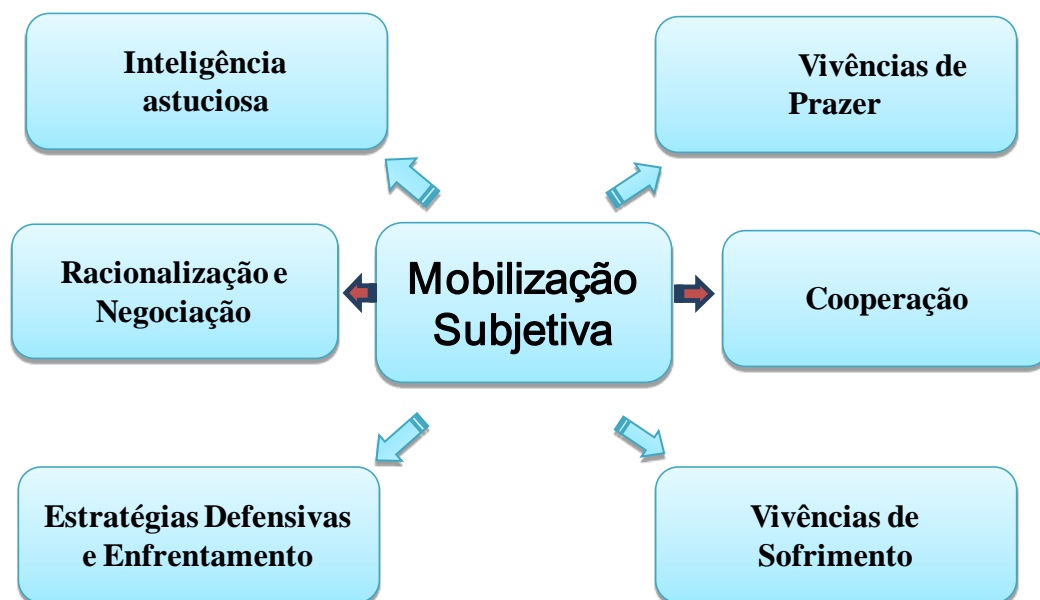 Inteligência
astuciosa
Vivências de
Prazer
Racionalização e
Negociação
Mobilização
Subjetiva
Cooperação
Estratégias Defensivas
e Enfrentamento
Vivências de
Sofrimento